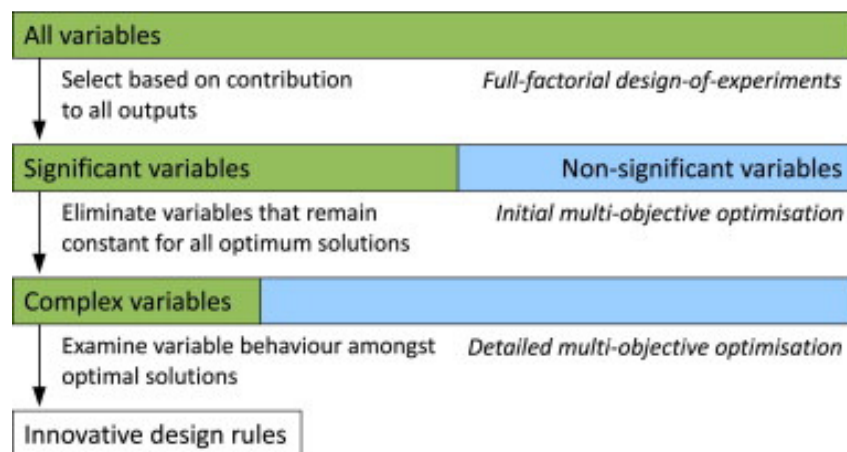 All variables
Select based on contribution
to all outputs
Full-factorial design-of-experiments
Significant variables
Non-significant variables
Eliminate variables that remain
constant for all optimum solutions
Initial multi-objective optimisation
Complex variables
Examine variable behaviour amongst
optimal solutions
Detailed multi-objective optimisation
Innovative design rules